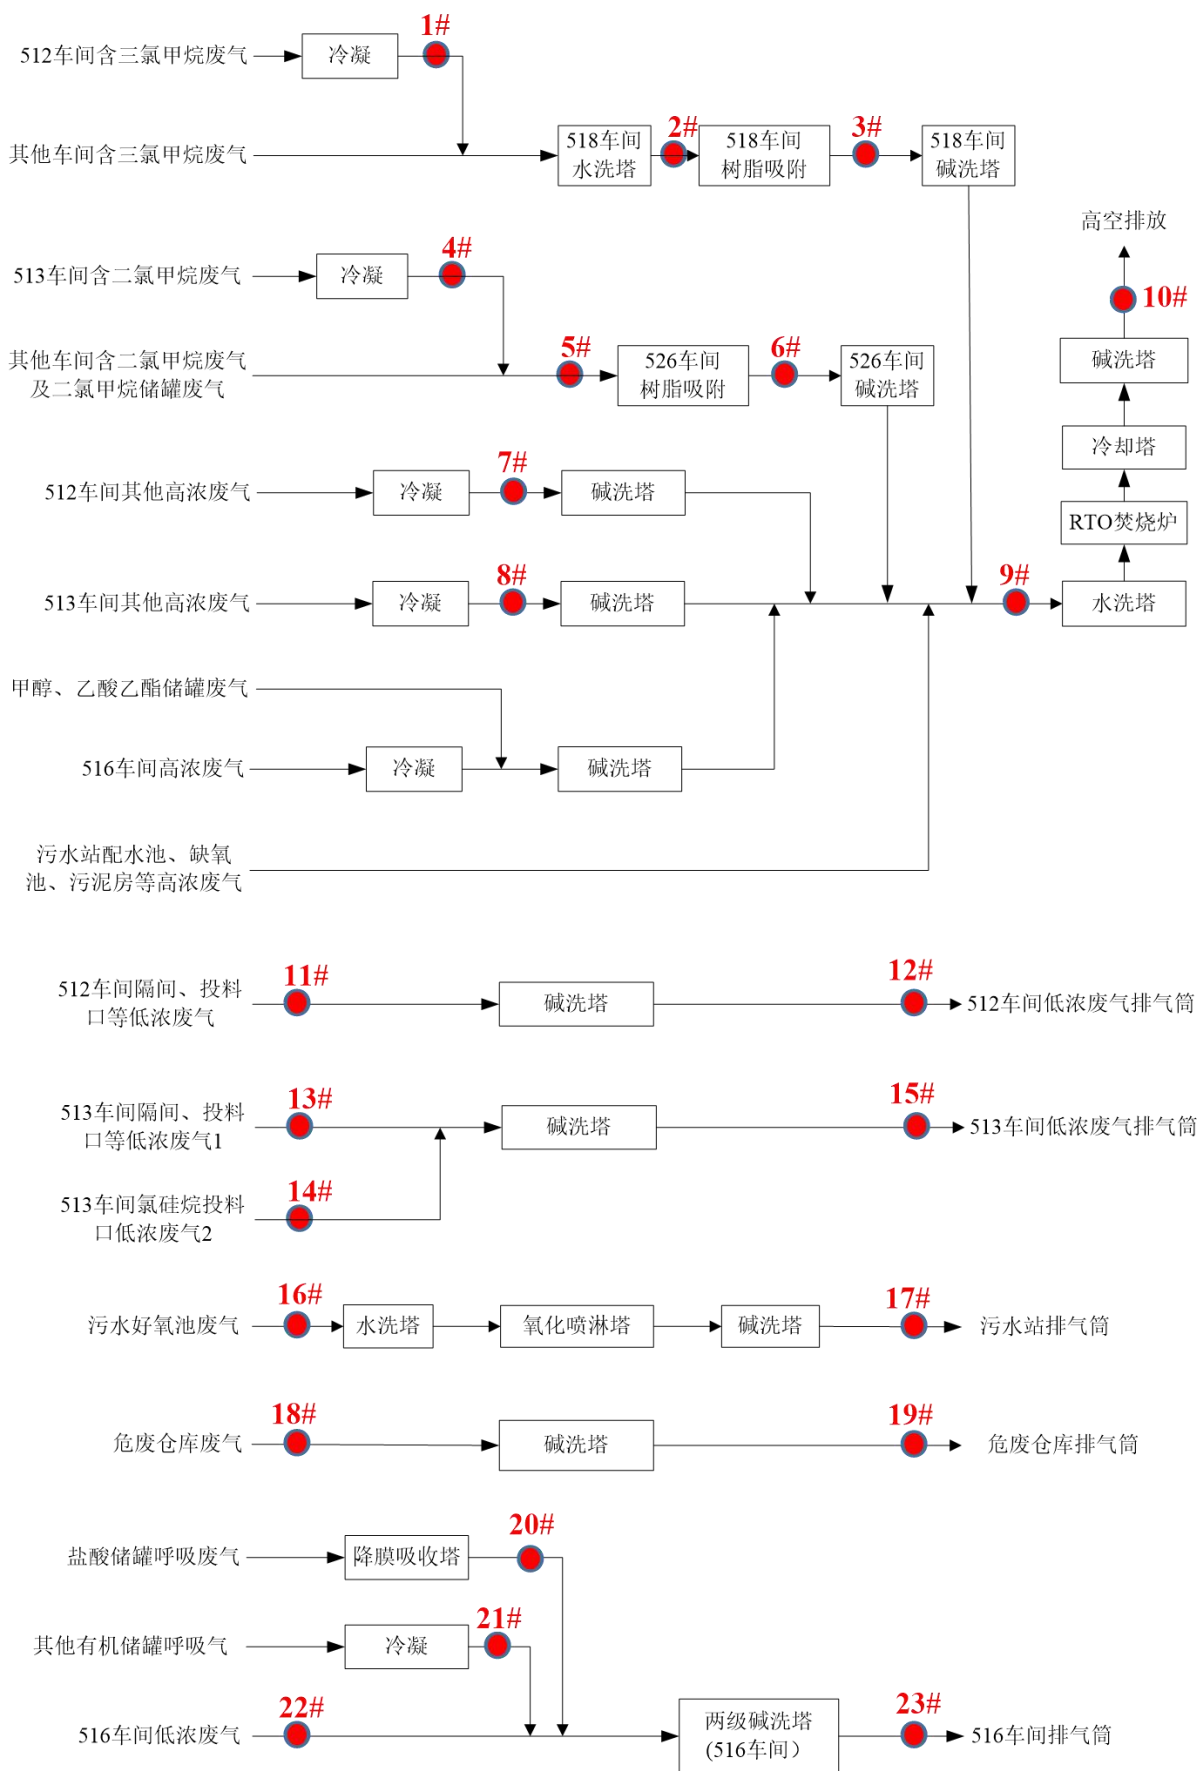 1#
512车间含三氯甲烷废气
冷凝
其他车间含三氯甲烷废气
518车间
水洗塔
2#
518车间
树脂吸附
3#
518车间
碱洗塔
高空排放
10#
碱洗塔
冷却塔
RTO焚烧炉
水洗塔
4#
513车间含二氯甲烷废气
冷凝
其他车间含二氯甲烷废气
及二氯甲烷储罐废气
5#
526车间
树脂吸附
6#
526车间
碱洗塔
7#
512车间其他高浓废气
冷凝
碱洗塔
8#
513车间其他高浓废气
冷凝
碱洗塔
9#
甲醇、乙酸乙酯储罐废气
516车间高浓废气
冷凝
碱洗塔
污水站配水池、缺氧
池、污泥房等高浓废气
11#
512车间隔间、投料
口等低浓废气
碱洗塔
12#
512车间低浓废气排气筒
13#
513车间隔间、投料
口等低浓废气1
碱洗塔
15#
513车间低浓废气排气筒
14#
513车间氯硅烷投料
口低浓废气2
16#
污水好氧池废气
水洗塔
氧化喷淋塔
碱洗塔
17#
污水站排气筒
18#
危废仓库废气
碱洗塔
19#
危废仓库排气筒
20#
盐酸储罐呼吸废气
降膜吸收塔
21#
其他有机储罐呼吸气
冷凝
22#
516车间低浓废气
两级碱洗塔
(516车间）
23#
516车间排气筒